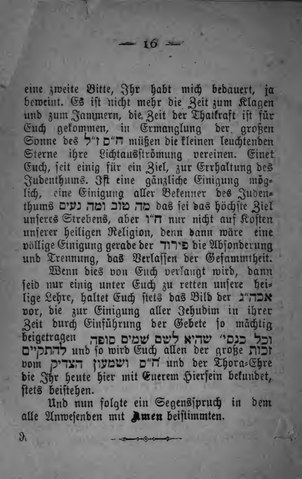 — 16 —
eine zweite Bitte, Ihr habt mich bedauert, ja
beweint. Es ist nicht mehr die Zeit zum Klagen
und zum Jammern, die Zeit der Thatkraft ist für
Euch gekommen, in Ermanglung der großen
Sonne des ה"ס ז"ל müßen die kleinen leuchtenden
Sterne ihre Lichtausströmung vereinen. Einet
Euch, seit einig für ein Ziel, zur Errhaltung des
Judenthums. Ist eine gänzliche Einigung mög-
lich, eine Einigung aller Bekenner des Juden-
thums מה טוב ומה נעים das sei das höchste Ziel
unseres Strebens, aber ח"ו nur nicht auf Kosten
unserer heiligen Religion, denn dann wäre eine
völlige Einigung gerade der פירוד die Absonderung
und Trennung, das Verlassen der Gesammtheit.
Wenn dies von Euch verlangt wird, dann
seid nur einig unter Euch zu retten unsere hei-
lige Lehre, haltet Euch stets das Bild der אכה"ג
vor, die zur Einigung aller Jehudim in ihrer
Zeit durch Einführung der Gebete so mächtig
beigetragen וכל כנסי' שהיא לשם שמים סופה
להתקיים und so wird Euch allen der große זכות
vom הסס ושמעון הצדיק und der Thora-Ehre
die Ihr heute hier mit Euerem Hiersein bekundet,
stets beistehen.
Und nun folgte ein Segensspruch in dem
alle Anwesenden mit Amen beistimmten.